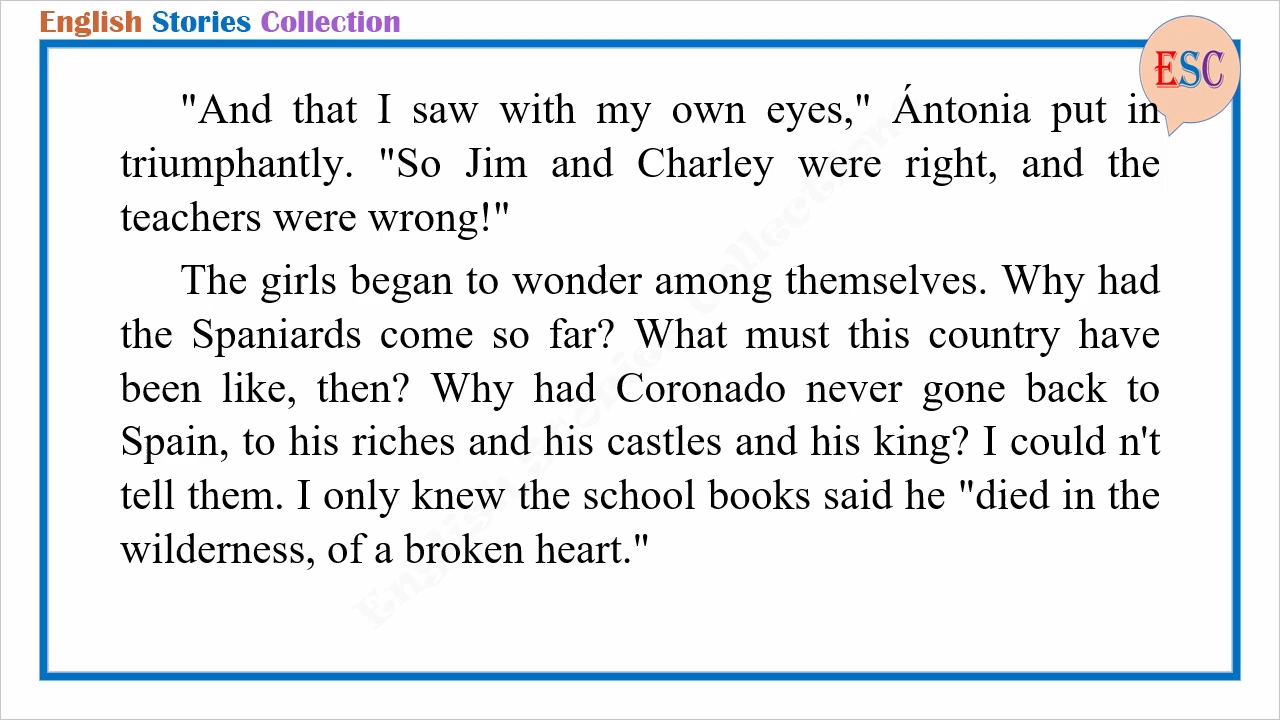 English Stories Collection
ESC
"And that I saw with my own eyes," Ántonia put in
triumphantly. "So Jim and Charley were right, and the
teachers were wrong!"
The girls began to wonder among themselves. Why had
the Spaniards come so far? What must this country have
been like, then? Why had Coronado never gone back to
Spain, to his riches and his castles and his king? I could n't
tell them. I only knew the school books said he "died in the
wilderness, of a broken heart."
English Stories Collection